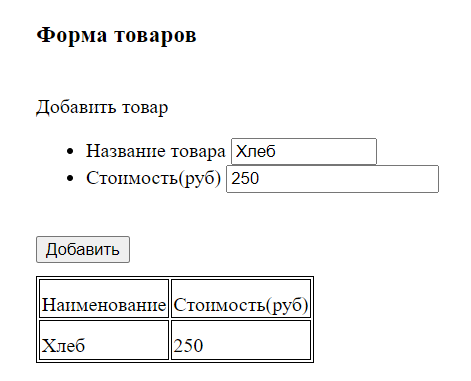 Форма товаров
Добавить товар
Название товара Хлеб
Стоимость(руб) 250
Добавить
Наименование Стоимость(руб)
Хлеб 250